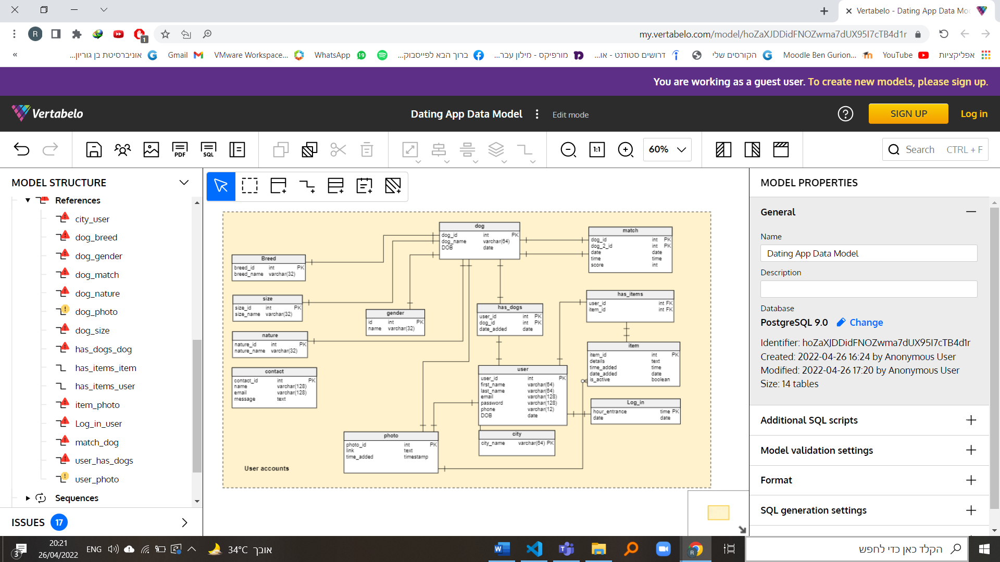 Vertabelo - Dating App Data Mo
my.vertabelo.com/model/hoZaXJDDidFNOZwma7dUX95I7cTB4d1r
R
1
«
אוניברסיטת בן גוריון...
Gmail
VMware Workspace...
WhatsApp
ברוך הבא לפייסבוק...
מורפיקס - מילון עבר...
דרושים סטודנט - או...
הקורסים שלי
Moodle Ben Gurion...
YouTube
אפליקציות
You are working as a guest user. To create new models, please sign up.
Vertabelo
Dating App Data Model
Edit mode
SIGN UP
Log in
PDF
SQL
1:1
60%
Search CTRL + F
MODEL STRUCTURE
References
city_user
dog_breed
dog_gender
dog_match
dog_nature
dog_photo
dog_size
has_dogs_dog
has_items_item
has_items_user
item_photo
Log_in_user
match_dog
user_has_dogs
user_photo
Sequences
ISSUES 17
dog
dog_id int PK
dog_name varchar(64)
DOB date
match
dog_id int PK
dog_2_id int PK
date date
time time
score int
Breed
breed_id int PK
breed_name varchar(32)
size
size_id int PK
size_name varchar(32)
gender
id int PK
name varchar(32)
has_dogs
user_id int PK
dog_id int PK
date_added date
has_items
user_id int FK
item_id int FK
nature
nature_id int PK
nature_name varchar(32)
item
item_id int PK
details text
time_added time
date_added date
is_active boolean
contact
contact_id int PK
name varchar(128)
email varchar(128)
message text
user
user_id int PK
first_name varchar(64)
last_name varchar(64)
email varchar(128)
password varchar(128)
phone varchar(12)
DOB date
Log_in
hour_entrance time PK
date date
photo
photo_id int PK
link text
time_added timestamp
city
city_name varchar(64) PK
User accounts
MODEL PROPERTIES
General
Name
Dating App Data Model
Description
Database
PostgreSQL 9.0 Change
Identifier: hoZaXJDDidFNOZwma7dUX95I7cTB4d1r
Created: 2022-04-26 16:24 by Anonymous User
Modified: 2022-04-26 17:20 by Anonymous User
Size: 14 tables
Additional SQL scripts
Model validation settings
Format
SQL generation settings
3
20:21
26/04/2022
ENG
34°C אובך
הקלד כאן כדי לחפש